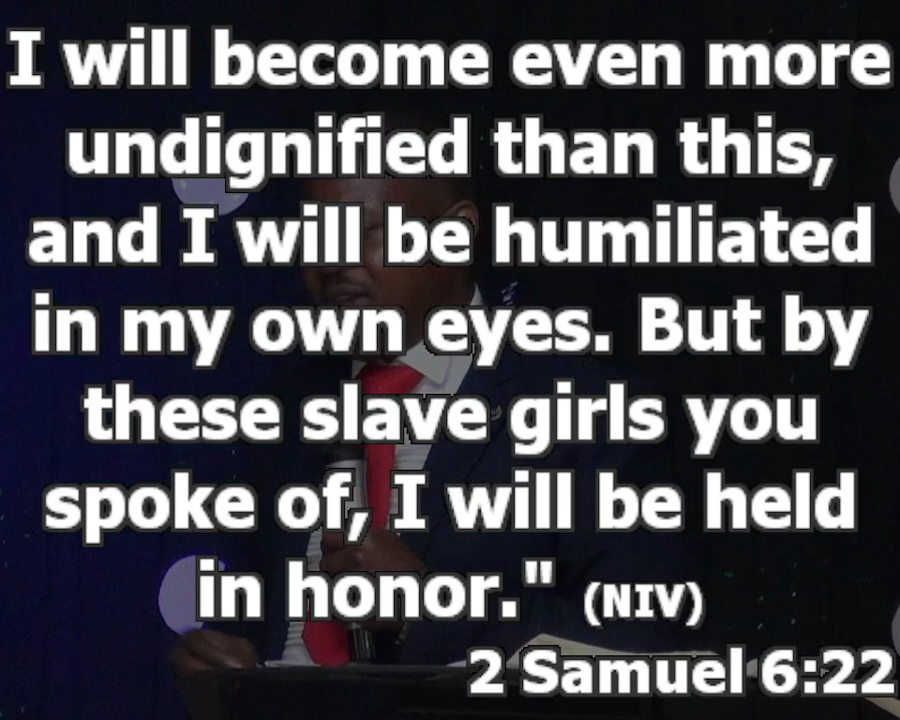 I will become even more
undignified than this,
and I will be humiliated
in my own eyes. But by
these slave girls you
spoke of, I will be held
in honor." (NIV)
2 Samuel 6:22